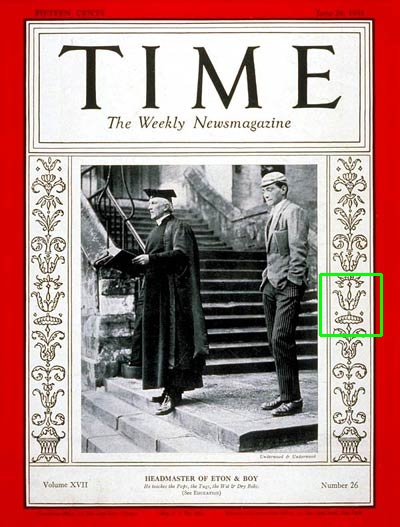 FIFTEEN CENTS
TIME
The Weekly Newsmagazine
Underwood & Underwood
HEADMASTER OF ETON & BOY
Volume XVII
He teaches the Pops, the Tugs, the Wet & Dry Bobs.
Number 26
(See EDUCATION)